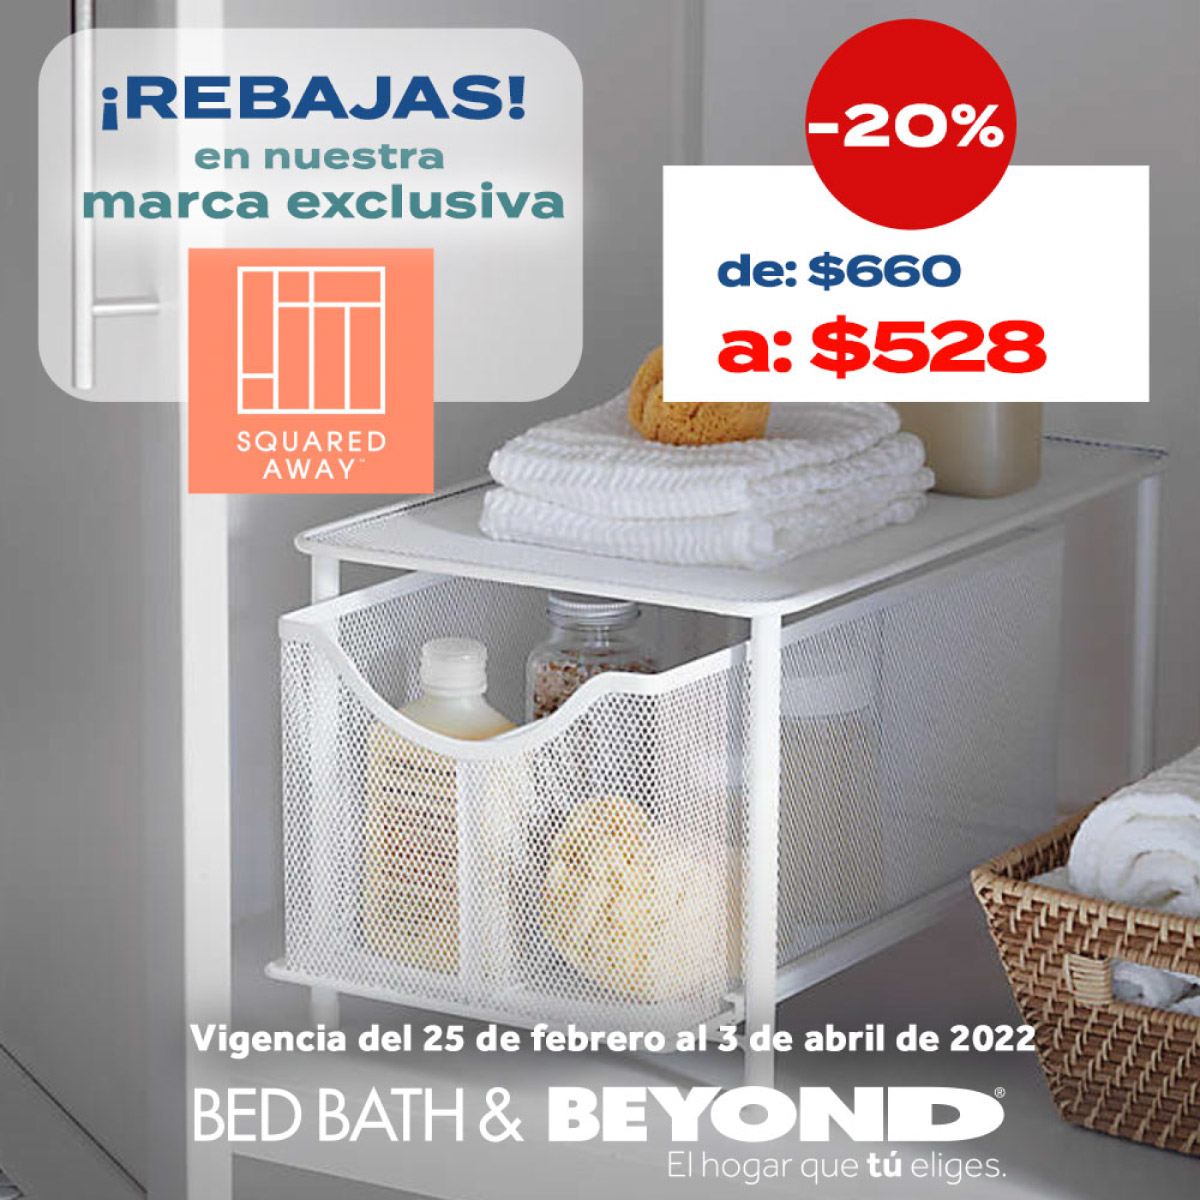 ¡REBAJAS!
en nuestra
marca exclusiva
SQUARED
AWAY™
-20%
de: $660
a: $528
Vigencia del 25 de febrero al 3 de abril de 2022
BED BATH & BEYOND®
El hogar que tú eliges.